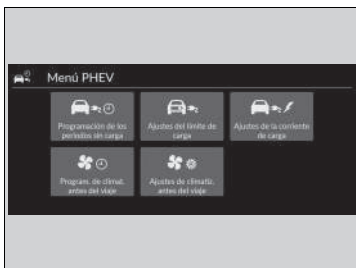 Menú PHEV
Programación de los
periodos sin carga
Ajustes del límite de
carga
Ajustes de la corriente
de carga
Program. de climat.
antes del viaje
Ajustes de climatiz.
antes del viaje